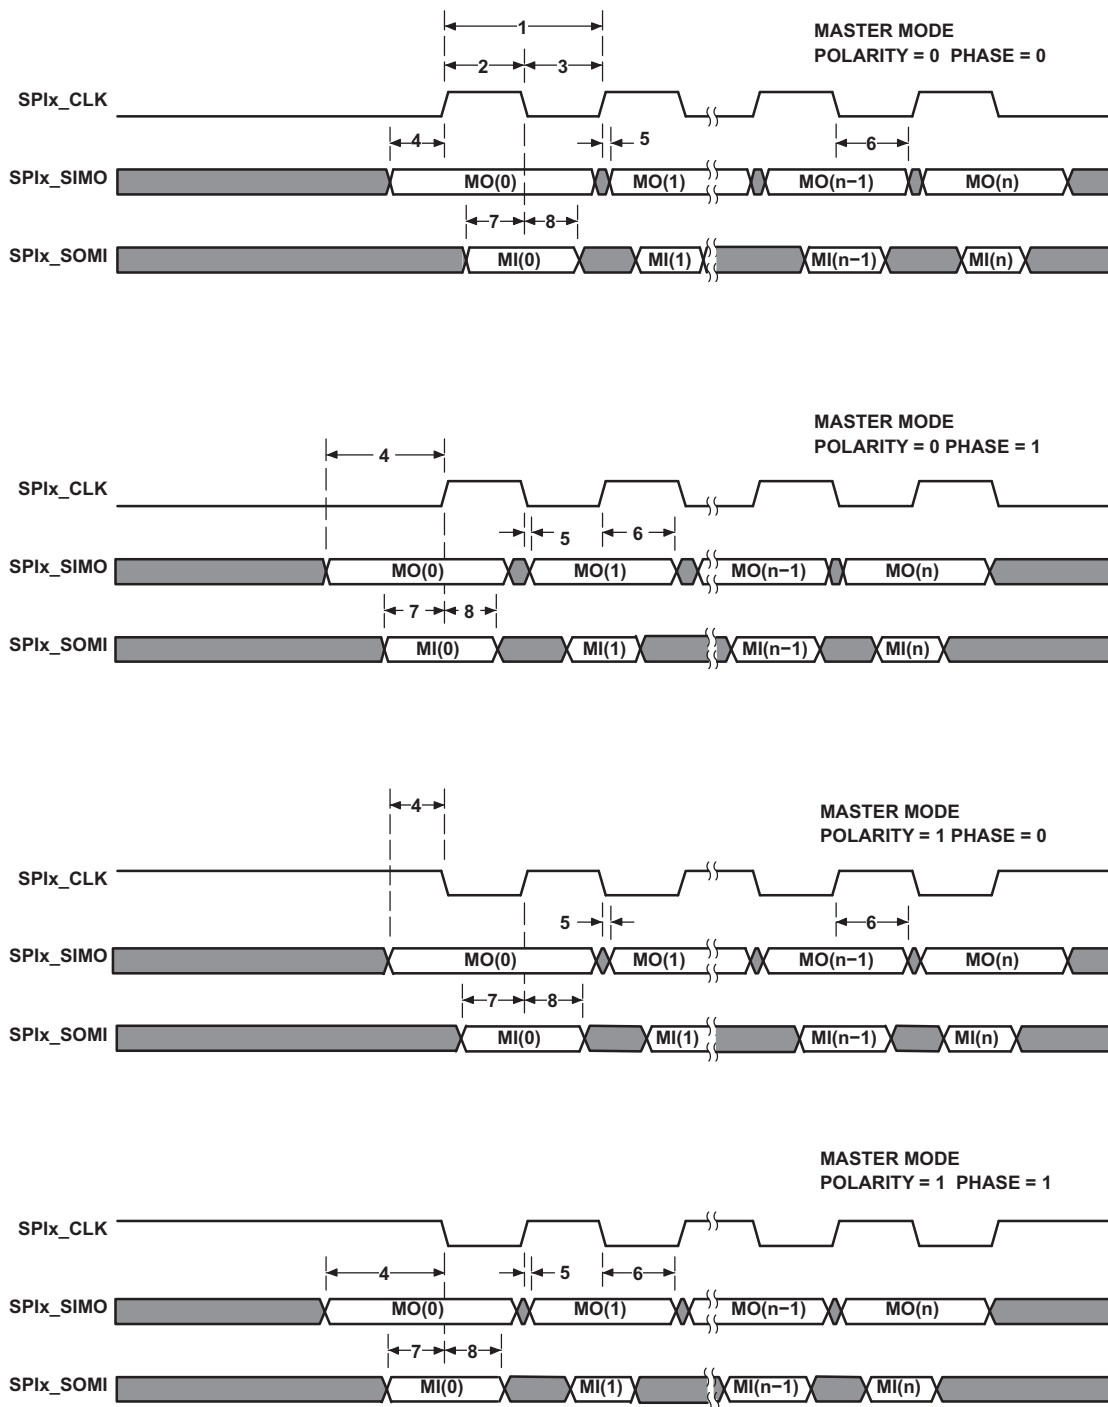 1
MASTER MODE
POLARITY = 0 PHASE = 0
2 3
SPIx_CLK
4 5 6
SPIx_SIMO MO(0) MO(1) MO(n−1) MO(n)
7 8
SPIx_SOMI MI(0) MI(1) MI(n−1) MI(n)
MASTER MODE
POLARITY = 0 PHASE = 1
4
SPIx_CLK
5 6
SPIx_SIMO MO(0) MO(1) MO(n−1) MO(n)
7 8
SPIx_SOMI MI(0) MI(1) MI(n−1) MI(n)
4
MASTER MODE
POLARITY = 1 PHASE = 0
SPIx_CLK
5 6
SPIx_SIMO MO(0) MO(1) MO(n−1) MO(n)
7 8
SPIx_SOMI MI(0) MI(1) MI(n−1) MI(n)
MASTER MODE
POLARITY = 1 PHASE = 1
SPIx_CLK
4 5 6
SPIx_SIMO MO(0) MO(1) MO(n−1) MO(n)
7 8
SPIx_SOMI MI(0) MI(1) MI(n−1) MI(n)